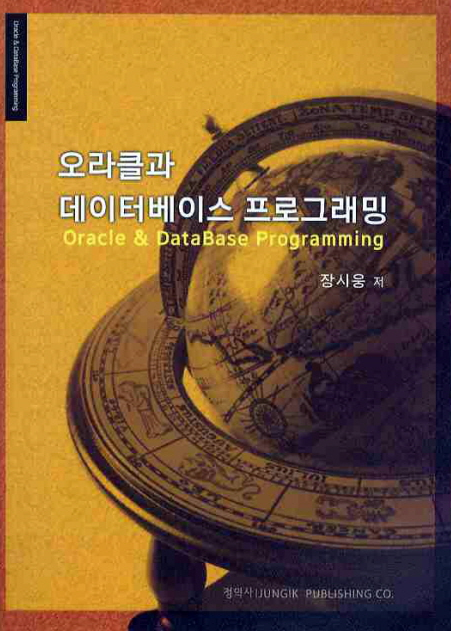 Oracle & DataBase Programming
오라클과
데이터베이스 프로그래밍
Oracle & DataBase Programming
장시웅 저
정익사 | JUNGIK PUBLISHING CO.